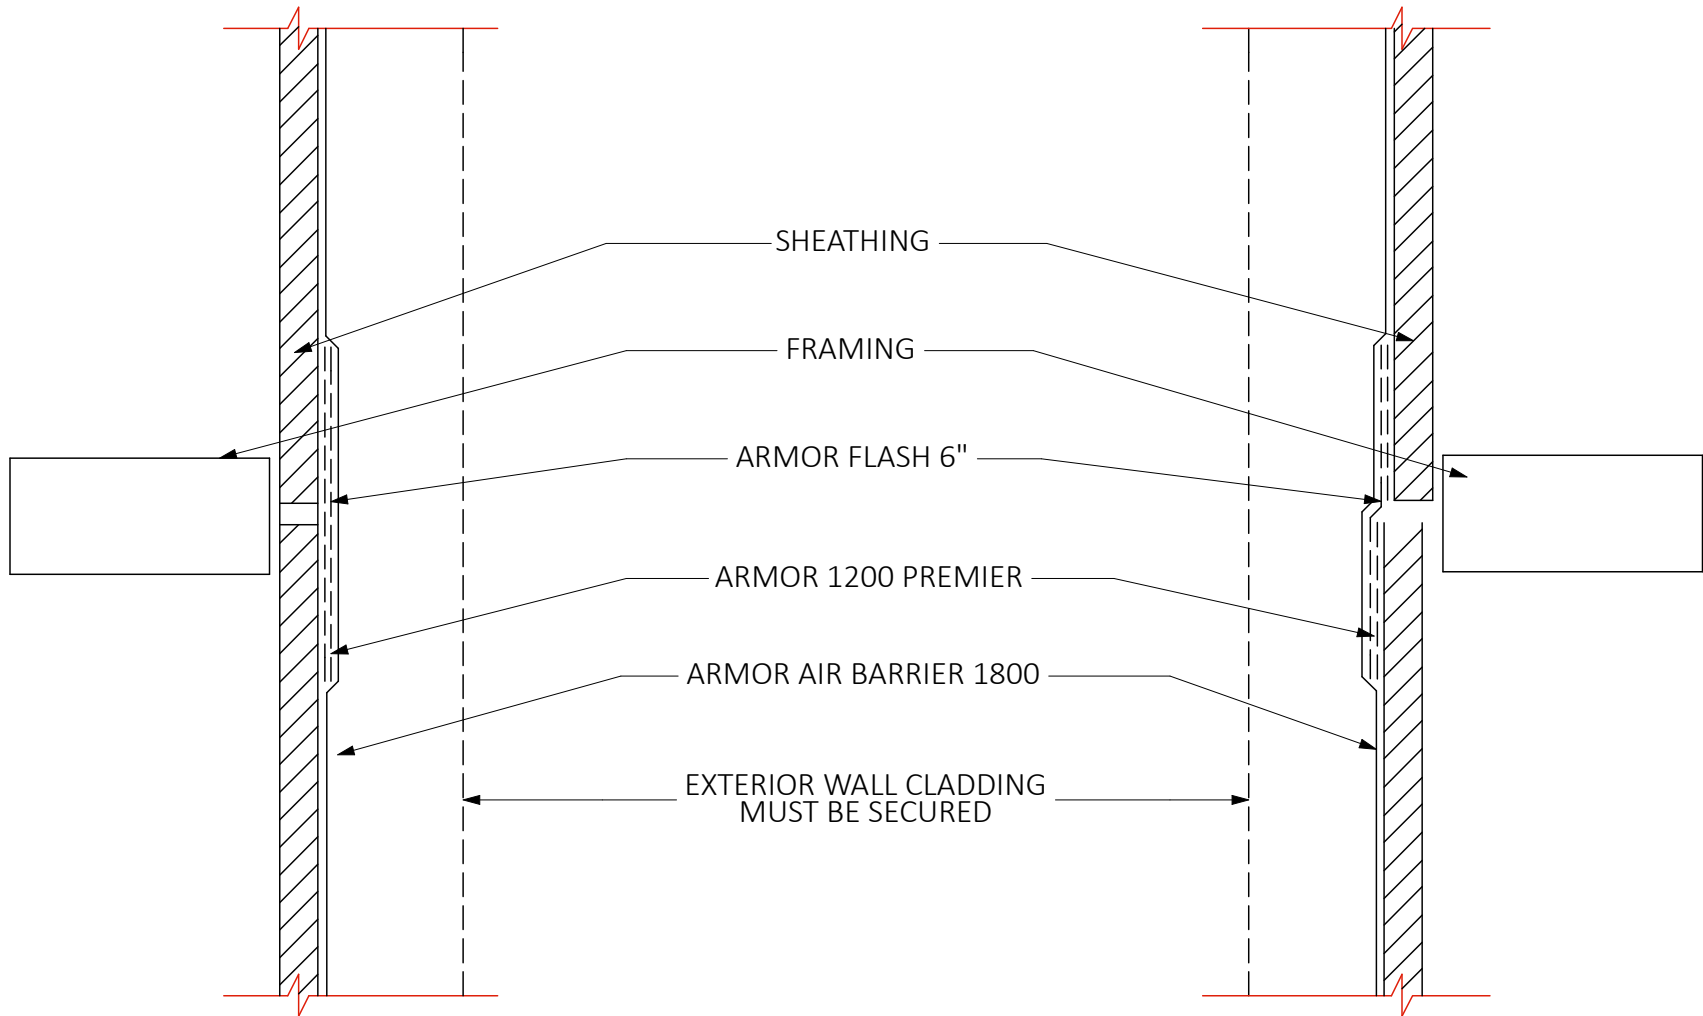 SHEATHING
FRAMING
ARMOR FLASH 6"
ARMOR 1200 PREMIER
ARMOR AIR BARRIER 1800
EXTERIOR WALL CLADDING
MUST BE SECURED